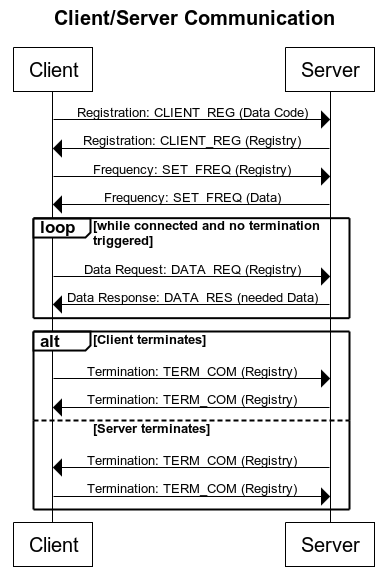 Client/Server Communication
Client Server
Registration: CLIENT_REG (Data Code)
Registration: CLIENT_REG (Registry)
Frequency: SET_FREQ (Registry)
Frequency: SET_FREQ (Data)
loop [while connected and no termination
triggered]
Data Request: DATA_REQ (Registry)
Data Response: DATA_RES (needed Data)
alt [Client terminates]
Termination: TERM_COM (Registry)
Termination: TERM_COM (Registry)
[Server terminates]
Termination: TERM_COM (Registry)
Termination: TERM_COM (Registry)
Client Server